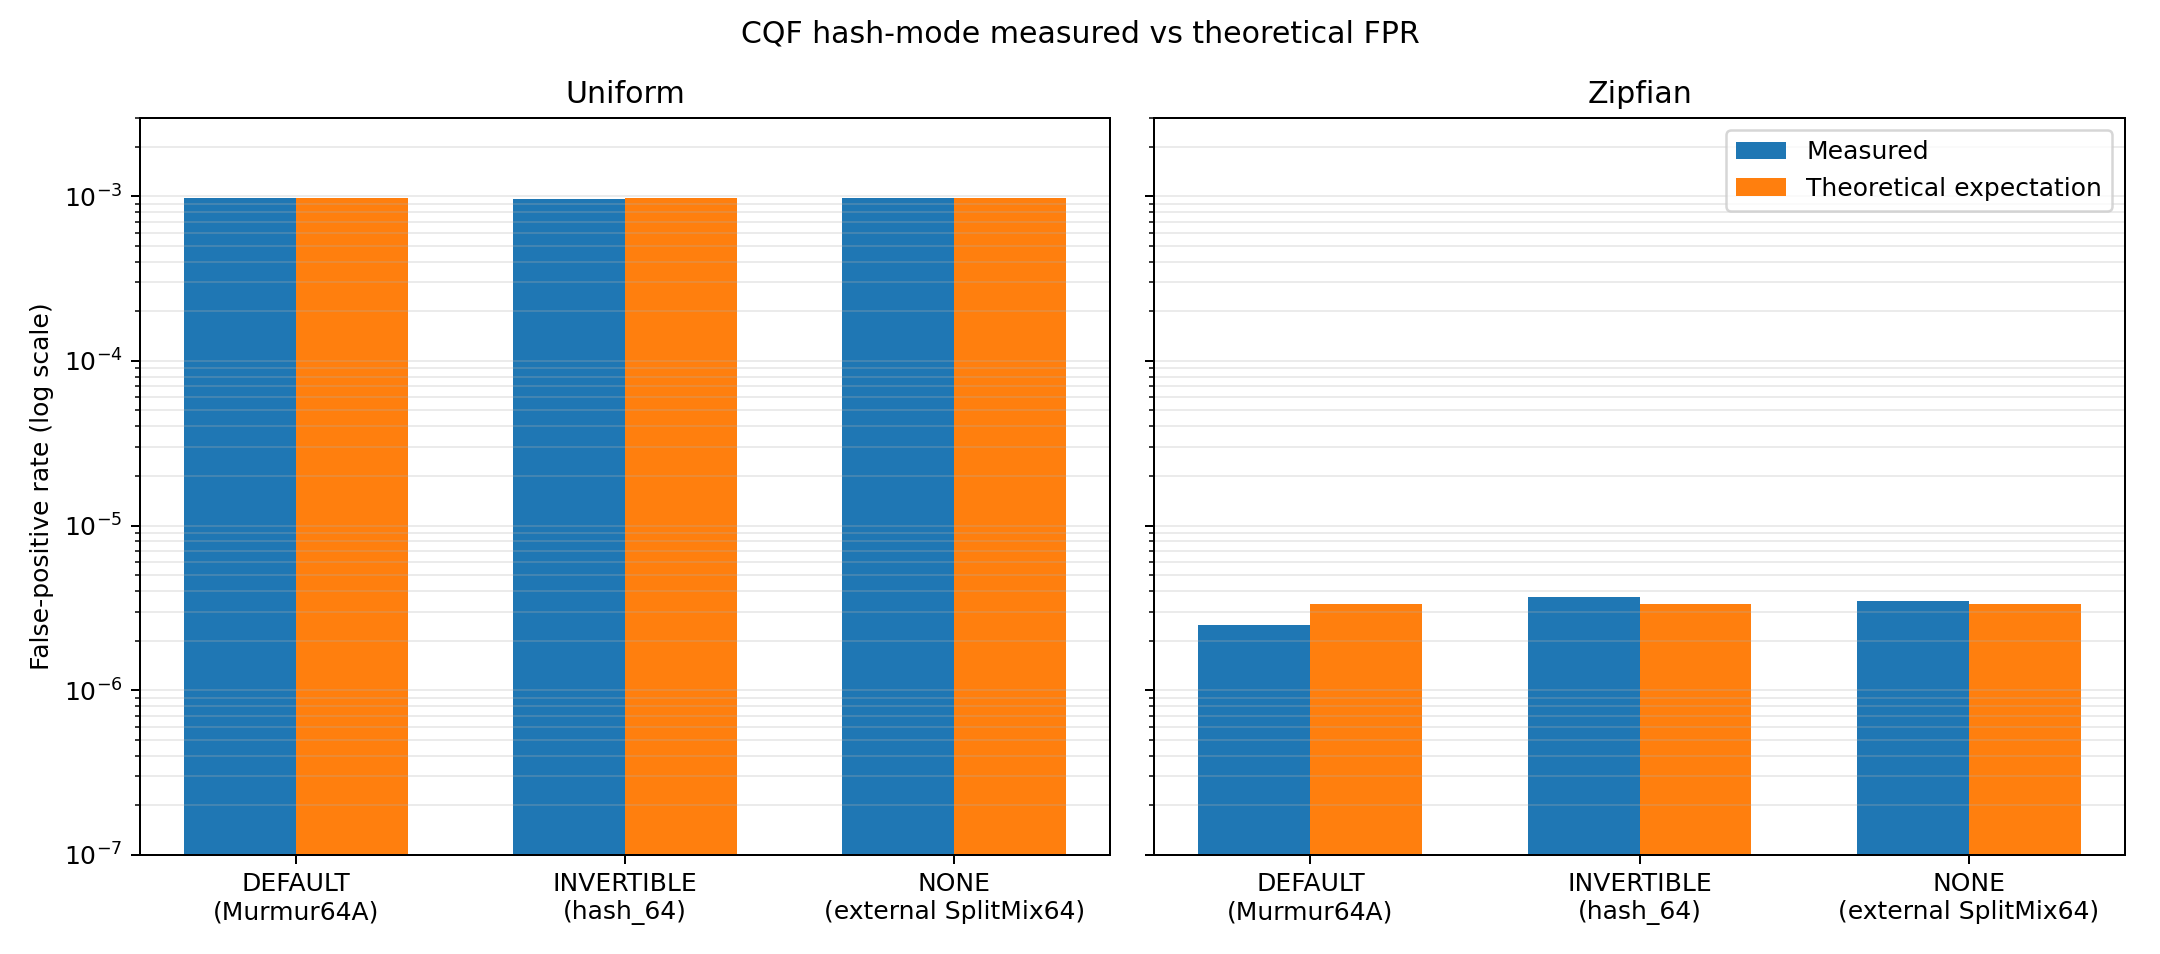 CQF hash-mode measured vs theoretical FPR
Uniform
Zipfian
False-positive rate (log scale)
10⁻³
10⁻⁴
10⁻⁵
10⁻⁶
10⁻⁷
Measured
Theoretical expectation
DEFAULT
(Murmur64A)
INVERTIBLE
(hash_64)
NONE
(external SplitMix64)
DEFAULT
(Murmur64A)
INVERTIBLE
(hash_64)
NONE
(external SplitMix64)